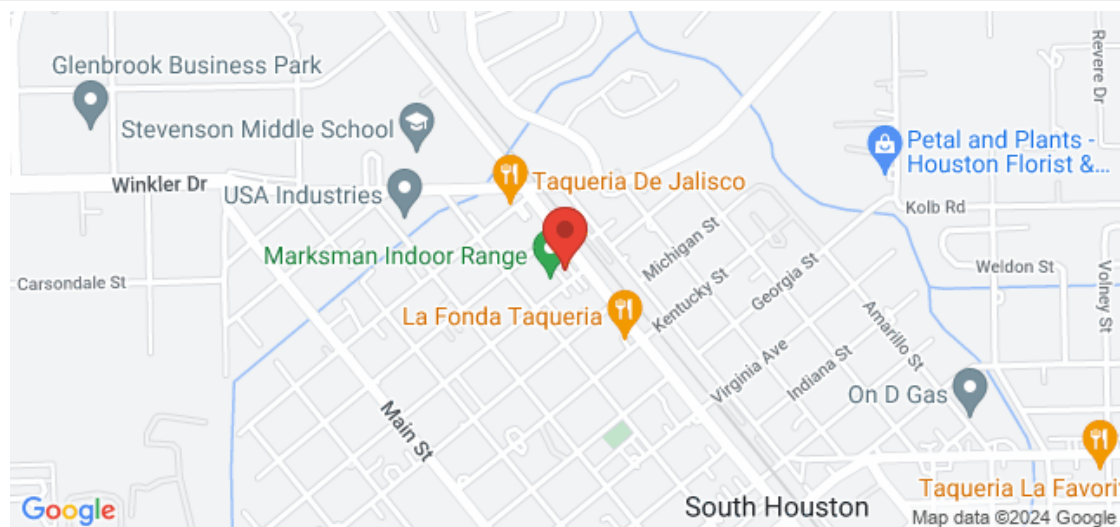 Glenbrook Business Park
Revere Dr
Stevenson Middle School
Petal and Plants -
Houston Florist &...
Winkler Dr
Taqueria De Jalisco
USA Industries
Kolb Rd
Michigan St
Marksman Indoor Range
Georgia St
Weldon St
Carsondale St
Kentucky St
Volney St
La Fonda Taqueria
Amarillo St
Virginia Ave
Indiana St
On D Gas
Main St
Taqueria La Favorit
South Houston
Google
Map data ©2024 Google